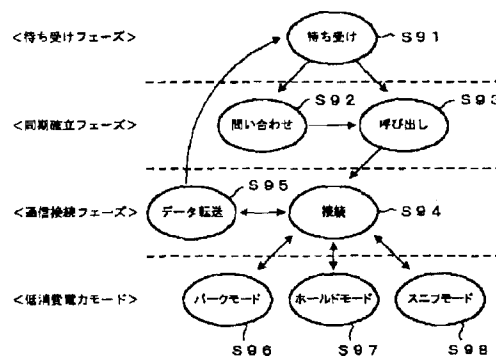 <待ち受けフェーズ>
待ち受け
S91
<同期確立フェーズ>
問い合わせ
S92
呼び出し
S93
<通信接続フェーズ>
データ転送
S95
接続
S94
<低消費電力モード>
パークモード
ホールドモード
スニフモード
S96
S97
S98